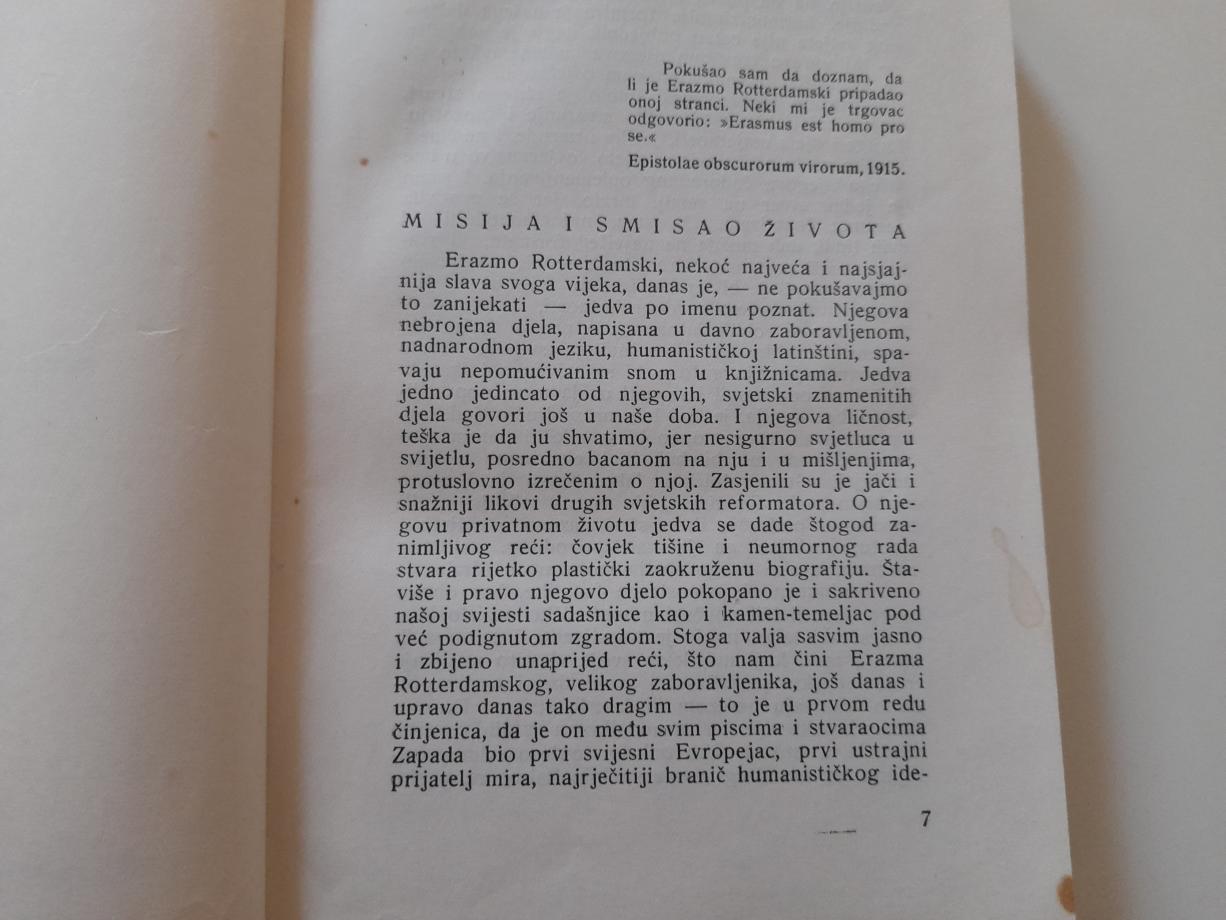 Pokušao sam da doznam, da
li je Erazmo Rotterdamski pripadao
onoj stranci. Neki mi je trgovac
odgovorio: »Erasmus est homo pro
se.«
Epistolae obscurorum virorum, 1915.
MISIJA I SMISAO ŽIVOTA
Erazmo Rotterdamski, nekoć najveća i najsjaj-
nija slava svoga vijeka, danas je, — ne pokušavajmo
to zanijekati — jedva po imenu poznat. Njegova
nebrojena djela, napisana u davno zaboravljenom,
nadnarodnom jeziku, humanističkoj latinštini, spa-
vaju nepomućivanim snom u knjižnicama. Jedva
jedno jedincato od njegovih, svjetski znamenitih
djela govori još u naše doba. I njegova ličnost,
teška je da ju shvatimo, jer nesigurno svjetluca u
svijetlu, posredno bacanom na nju i u mišljenjima,
protuslovno izrečenim o njoj. Zasjenili su je jači i
snažniji likovi drugih svjetskih reformatora. O nje-
govu privatnom životu jedva se dade štogod za-
nimljivog reći: čovjek tišine i neumornog rada
stvara rijetko plastički zaokruženu biografiju. Šta-
više i pravo njegovo djelo pokopano je i sakriveno
našoj svijesti sadašnjice kao i kamen-temeljac pod
već podignutom zgradom. Stoga valja sasvim jasno
i zbijeno unaprijed reći, što nam čini Erazma
Rotterdamskog, velikog zaboravljenika, još danas i
upravo danas tako dragim — to je u prvom redu
činjenica, da je on među svim piscima i stvaraocima
Zapada bio prvi svijesni Evropejac, prvi ustrajni
prijatelj mira, najrječitiji branič humanističkog ide-
7